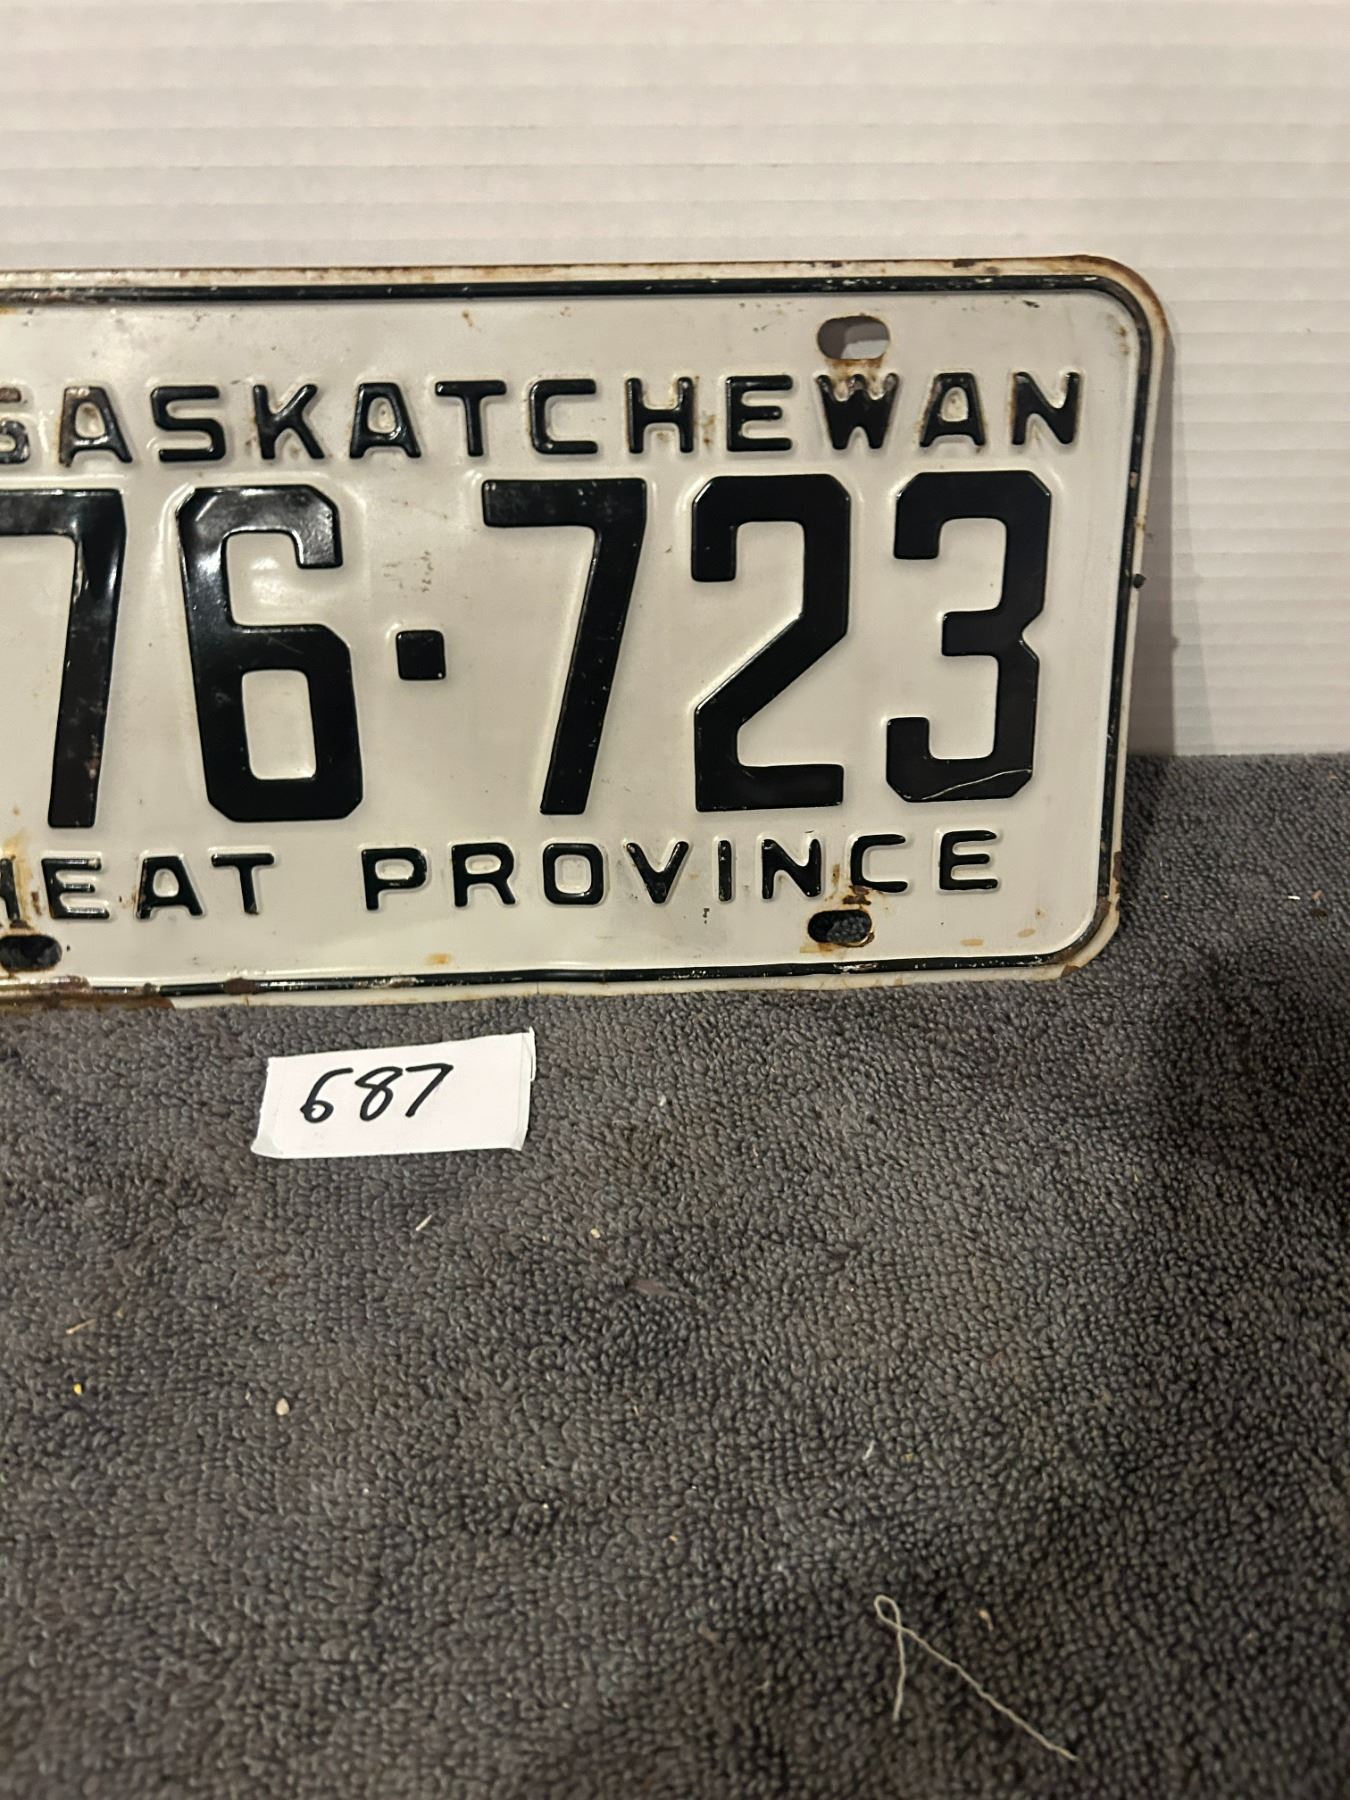 SASKATCHEWAN
76·723
HEAT PROVINCE
687